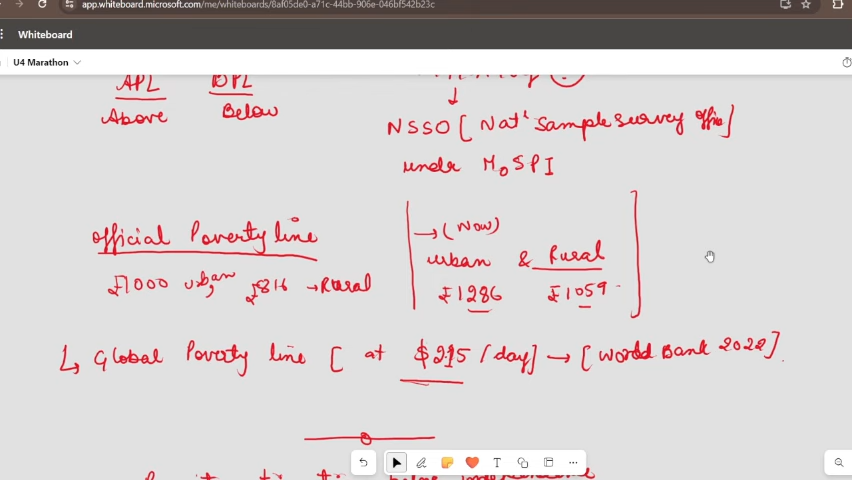 app.whiteboard.microsoft.com/me/whiteboards/8af05de0-a71c-44bb-906e-046bf542b23c
Whiteboard
U4 Marathon
APL BPL
Above Below
↓
NSSO [Nat' Sample Survey Office]
under MoSPI
official Poverty line
→(Now)
urban & Rural
₹1000 urban, ₹816 → Rural
₹1286 ₹1059
↳ Global Poverty line [at $2.15/day] → [World Bank 2022].